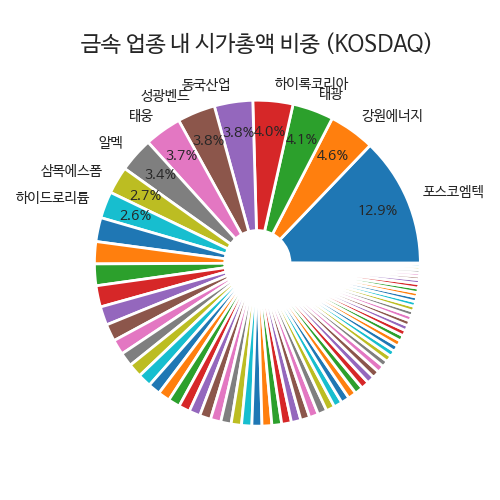 금속 업종 내 시가총액 비중 (KOSDAQ)
포스코엠텍
12.9%
강원에너지
4.6%
태광
4.1%
하이록코리아
4.0%
동국산업
3.8%
성광벤드
3.8%
태웅
3.7%
알멕
3.4%
삼목에스폼
2.7%
하이드로리튬
2.6%